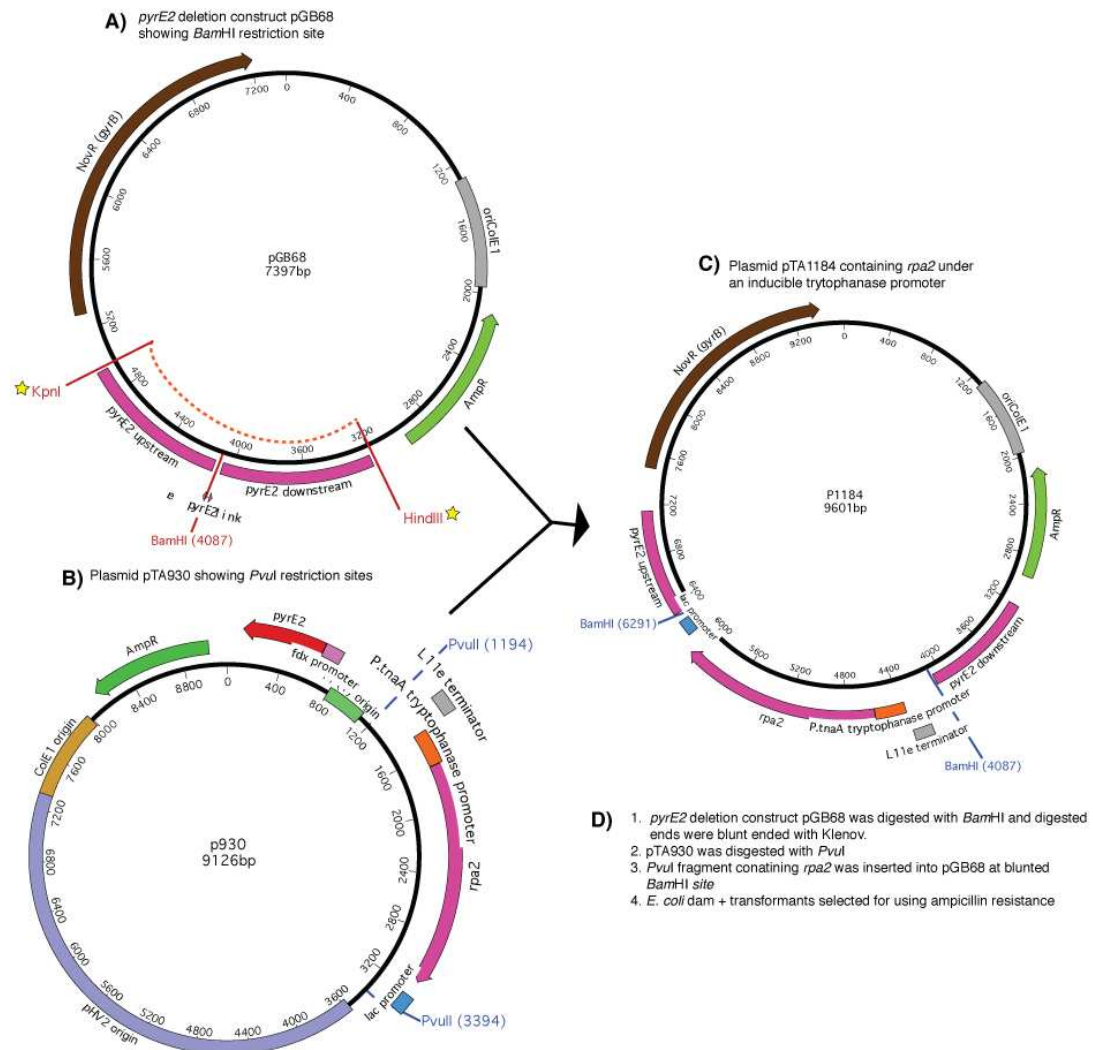 A) pyrE2 deletion construct pGB68
showing BamHI restriction site
0
400
800
1200
1600
2000
2400
2800
3200
3600
4000
4400
4800
5200
5600
6000
6400
6800
7200
NovR (gyrB)
oriColE1
AmpR
pGB68
7397bp
KpnI
pyrE2 upstream
pyrE2 downstream
BamHI (4087)
HindIII
B) Plasmid pTA930 showing PvuI restriction sites
pyrE2
fdx promoter
origin
AmpR
ColE1 origin
pHV2 origin
PvuII (1194)
L11e terminator
P.tnaA tryptophanase promoter
rpa2
lac promoter
PvuII (3394)
0
400
800
1200
1600
2000
2400
2800
3200
3600
4000
4400
4800
5200
5600
6000
6400
6800
7200
7600
8000
8400
8800
p930
9126bp
C) Plasmid pTA1184 containing rpa2 under
an inducible trytophanase promoter
0
400
800
1200
1600
2000
2400
2800
3200
3600
4000
4400
4800
5200
5600
6000
6400
6800
7200
7600
8000
8400
8800
9200
NovR (gyrB)
oriColE1
AmpR
P1184
9601bp
pyrE2 upstream
lac promoter
BamHI (6291)
rpa2
P.tnaA tryptophanase promoter
L11e terminator
pyrE2 downstream
BamHI (4087)
D) 1. pyrE2 deletion construct pGB68 was digested with BamHI and digested
ends were blunt ended with Klenov.
2. pTA930 was disgested with PvuI
3. PvuI fragment conatining rpa2 was inserted into pGB68 at blunted
BamHI site
4. E. coli dam + transformants selected for using ampicillin resistance